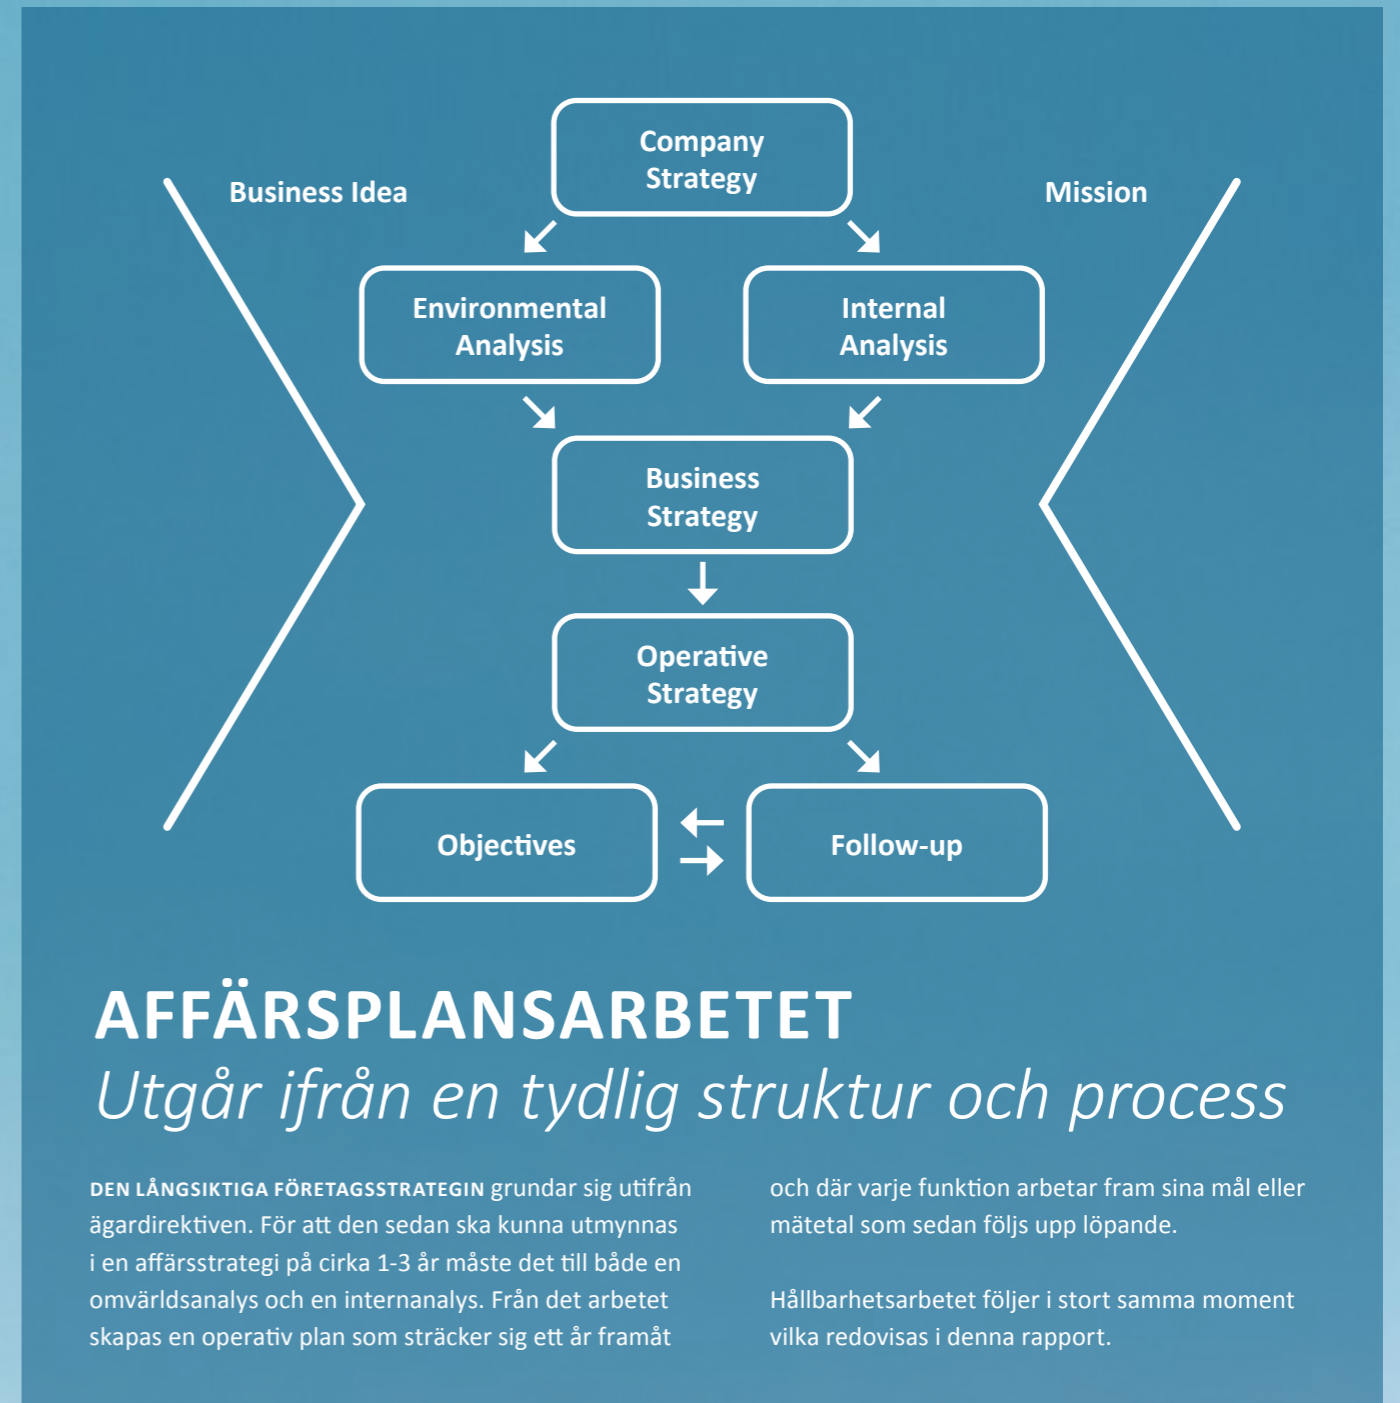 Company
Strategy
Business Idea
Mission
Environmental
Analysis
Internal
Analysis
Business
Strategy
Operative
Strategy
Objectives
Follow-up
AFFÄRSPLANSARBETET
Utgår ifrån en tydlig struktur och process
DEN LÅNGSIKTIGA FÖRETAGSSTRATEGIN grundar sig utifrån
ägardirektiven. För att den sedan ska kunna utmynnas
i en affärsstrategi på cirka 1-3 år måste det till både en
omvärldsanalys och en internanalys. Från det arbetet
skapas en operativ plan som sträcker sig ett år framåt
och där varje funktion arbetar fram sina mål eller
mätetal som sedan följs upp löpande.
Hållbarhetsarbetet följer i stort samma moment
vilka redovisas i denna rapport.